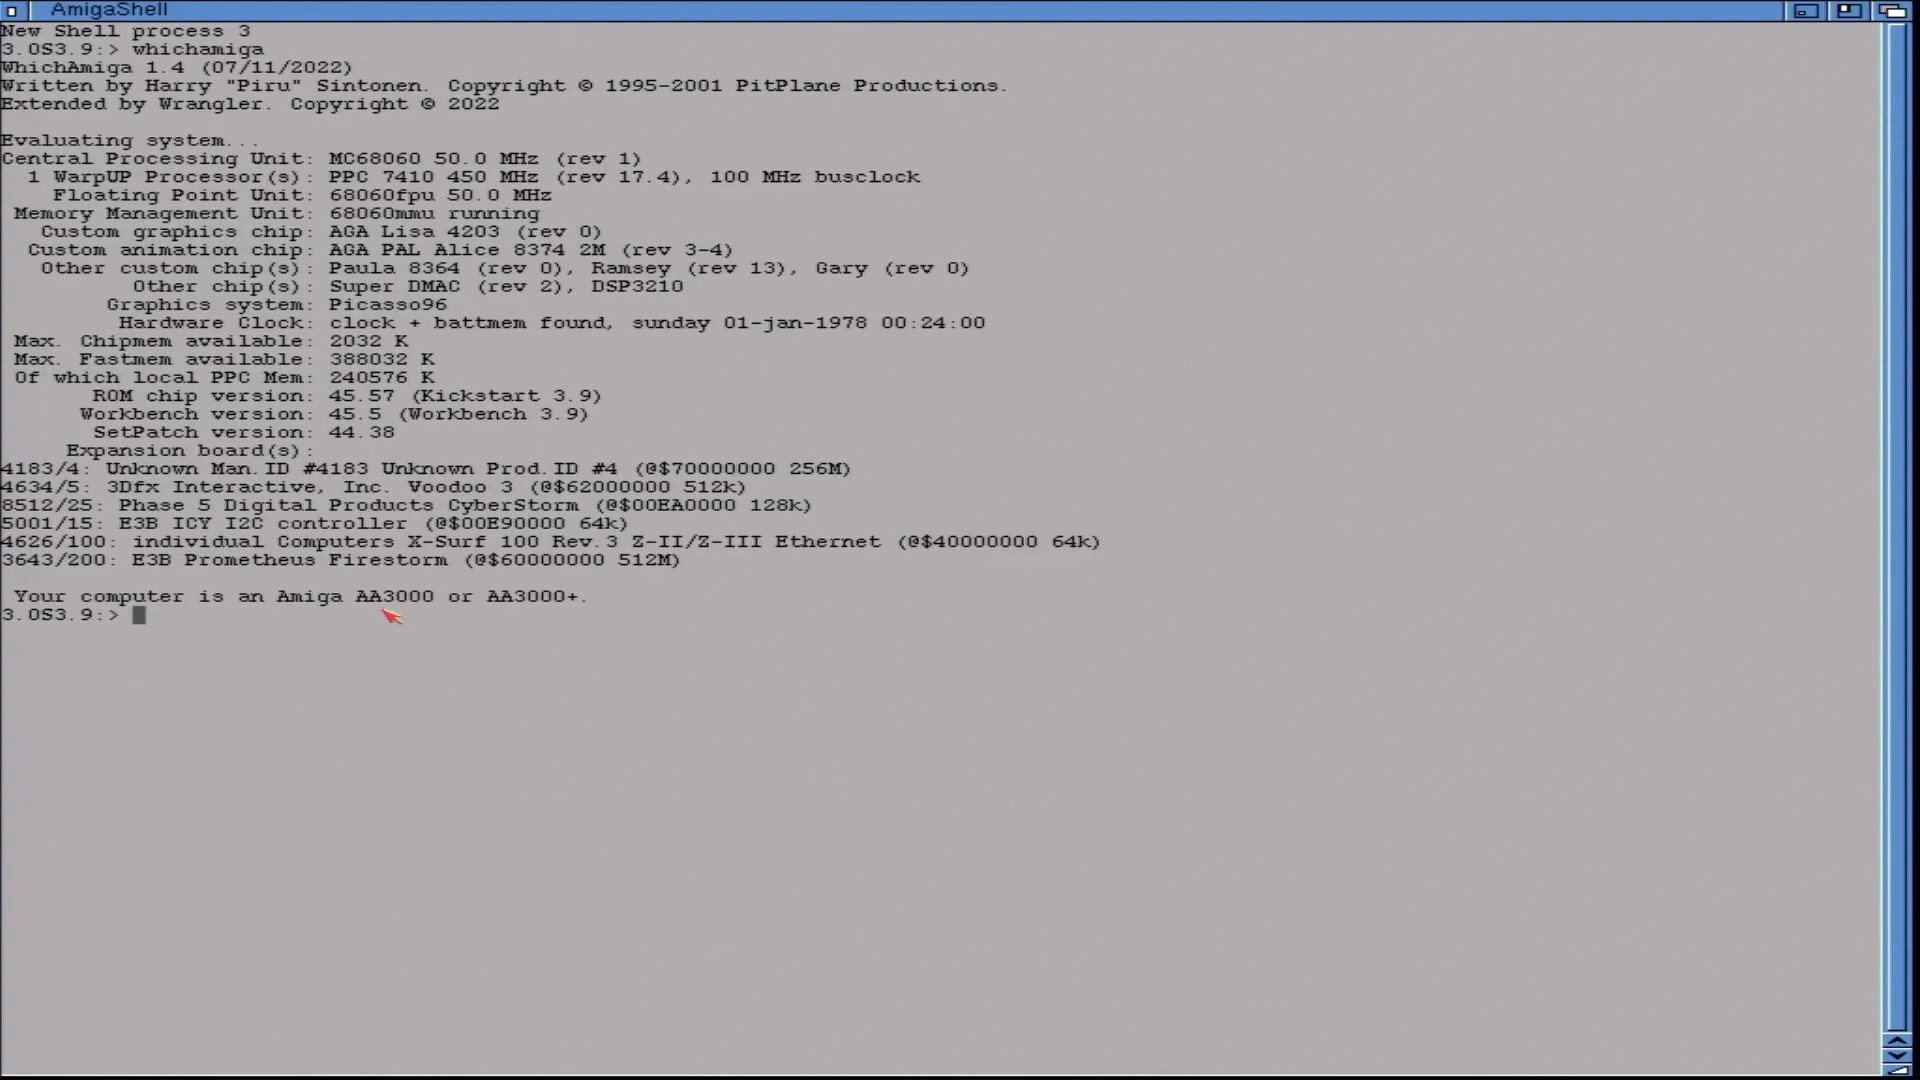 AmigaShell
New Shell process 3
3.0S3.9:> whichamiga
WhichAmiga 1.4 (07/11/2022)
Written by Harry "Piru" Sintonen. Copyright © 1995-2001 PitPlane Productions.
Extended by Wrangler. Copyright © 2022
Evaluating system...
Central Processing Unit: MC68060 50.0 MHz (rev 1)
1 WarpUP Processor(s): PPC 7410 450 MHz (rev 17.4), 100 MHz busclock
Floating Point Unit: 68060fpu 50.0 MHz
Memory Management Unit: 68060mmu running
Custom graphics chip: AGA Lisa 4203 (rev 0)
Custom animation chip: AGA PAL Alice 8374 2M (rev 3-4)
Other custom chip(s): Paula 8364 (rev 0), Ramsey (rev 13), Gary (rev 0)
Other chip(s): Super DMAC (rev 2), DSP3210
Graphics system: Picasso96
Hardware Clock: clock + battmem found, sunday 01-jan-1978 00:24:00
Max. Chipmem available: 2032 K
Max. Fastmem available: 388032 K
Of which local PPC Mem: 240576 K
ROM chip version: 45.57 (Kickstart 3.9)
Workbench version: 45.5 (Workbench 3.9)
SetPatch version: 44.38
Expansion board(s):
4183/4: Unknown Man.ID #4183 Unknown Prod.ID #4 (@$70000000 256M)
4634/5: 3Dfx Interactive, Inc. Voodoo 3 (@$62000000 512k)
8512/25: Phase 5 Digital Products CyberStorm (@$00EA0000 128k)
5001/15: E3B ICY I2C controller (@$00E90000 64k)
4626/100: individual Computers X-Surf 100 Rev.3 Z-II/Z-III Ethernet (@$40000000 64k)
3643/200: E3B Prometheus Firestorm (@$60000000 512M)
Your computer is an Amiga AA3000 or AA3000+.
3.0S3.9:>